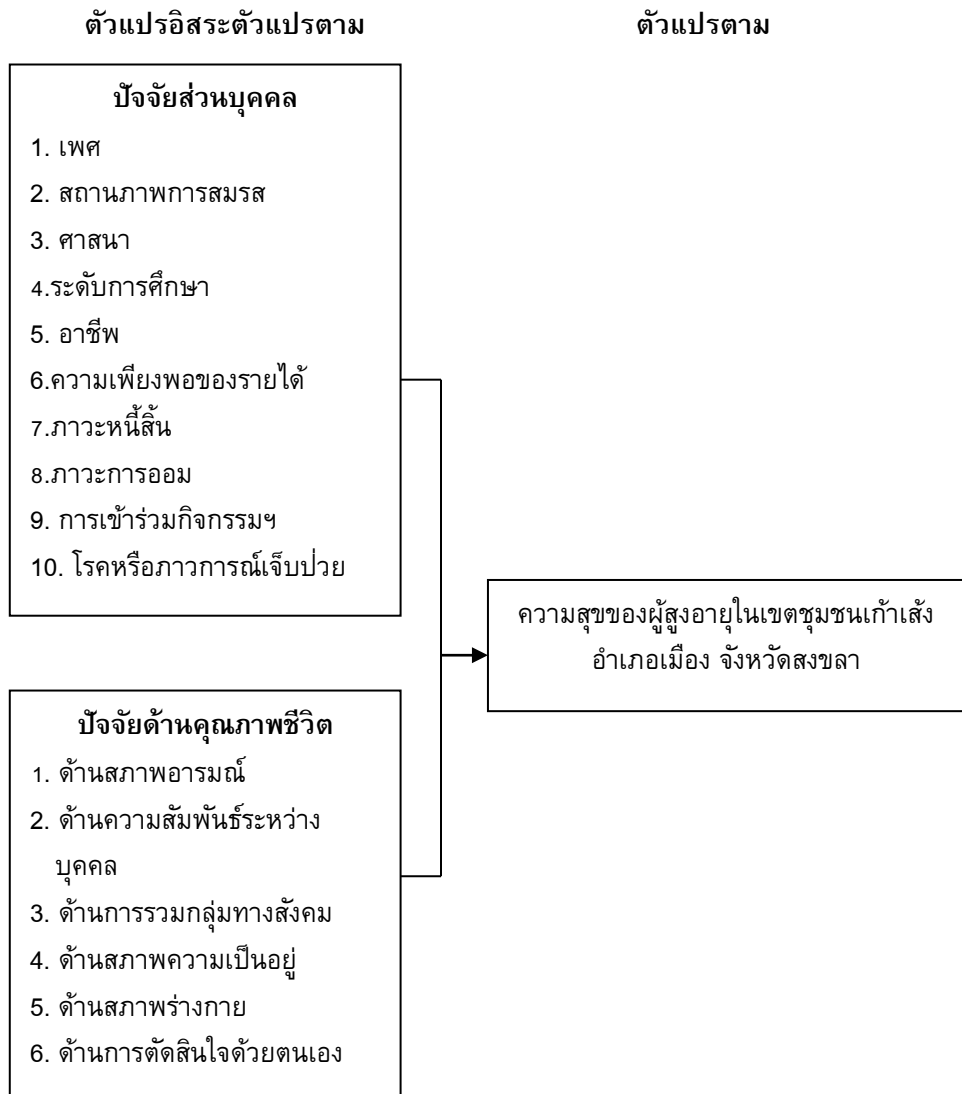 ตัวแปรอิสระตัวแปรตาม
ตัวแปรตาม
ปัจจัยส่วนบุคคล
1. เพศ
2. สถานภาพการสมรส
3. ศาสนา
4.ระดับการศึกษา
5. อาชีพ
6.ความเพียงพอของรายได้
7.ภาวะหนี้สิ้น
8.ภาวะการออม
9. การเข้าร่วมกิจกรรมฯ
10. โรคหรือภาวการณ์เจ็บป่วย
ปัจจัยด้านคุณภาพชีวิต
1. ด้านสภาพอารมณ์
2. ด้านความสัมพันธ์ระหว่าง
บุคคล
3. ด้านการรวมกลุ่มทางสังคม
4. ด้านสภาพความเป็นอยู่
5. ด้านสภาพร่างกาย
6. ด้านการตัดสินใจด้วยตนเอง
ความสุขของผู้สูงอายุในเขตชุมชนเก้าเส้ง
อำเภอเมือง จังหวัดสงขลา